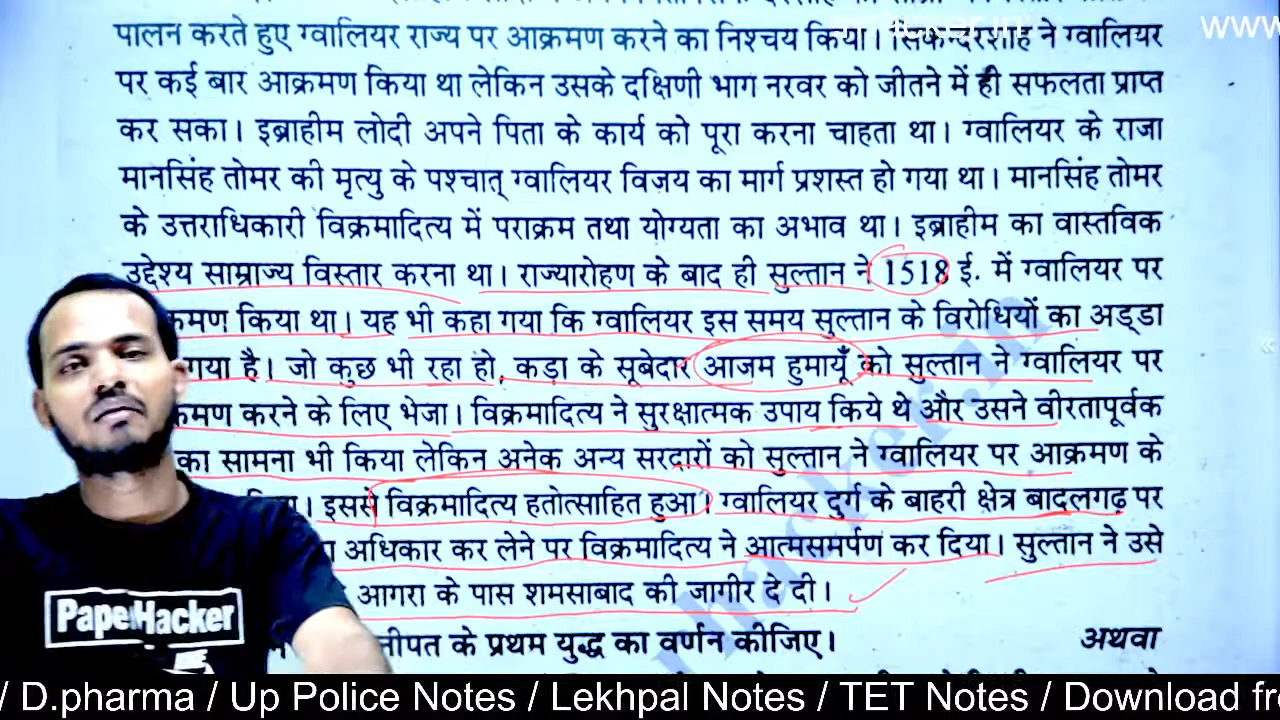 पालन करते हुए ग्वालियर राज्य पर आक्रमण करने का निश्चय किया। सिकन्दरशाह ने ग्वालियर
पर कई बार आक्रमण किया था लेकिन उसके दक्षिणी भाग नरवर को जीतने में ही सफलता प्राप्त
कर सका। इब्राहीम लोदी अपने पिता के कार्य को पूरा करना चाहता था। ग्वालियर के राजा
मानसिंह तोमर की मृत्यु के पश्चात् ग्वालियर विजय का मार्ग प्रशस्त हो गया था। मानसिंह तोमर
के उत्तराधिकारी विक्रमादित्य में पराक्रम तथा योग्यता का अभाव था। इब्राहीम का वास्तविक
उद्देश्य साम्राज्य विस्तार करना था। राज्यारोहण के बाद ही सुल्तान ने 1518 ई. में ग्वालियर पर
क्रमण किया था। यह भी कहा गया कि ग्वालियर इस समय सुल्तान के विरोधियों का अड्डा
गया है। जो कुछ भी रहा हो, कड़ा के सूबेदार आजम हुमायूँ को सुल्तान ने ग्वालियर पर
क्रमण करने के लिए भेजा। विक्रमादित्य ने सुरक्षात्मक उपाय किये थे और उसने वीरतापूर्वक
का सामना भी किया लेकिन अनेक अन्य सरदारों को सुल्तान ने ग्वालियर पर आक्रमण के
इससे विक्रमादित्य हतोत्साहित हुआ। ग्वालियर दुर्ग के बाहरी क्षेत्र बादलगढ़ पर
अधिकार कर लेने पर विक्रमादित्य ने आत्मसमर्पण कर दिया। सुल्तान ने उसे
आगरा के पास शमसाबाद की जागीर दे दी।
नीपत के प्रथम युद्ध का वर्णन कीजिए। अथवा
www
PaperHacker
/ D.pharma / Up Police Notes / Lekhpal Notes / TET Notes / Download fr